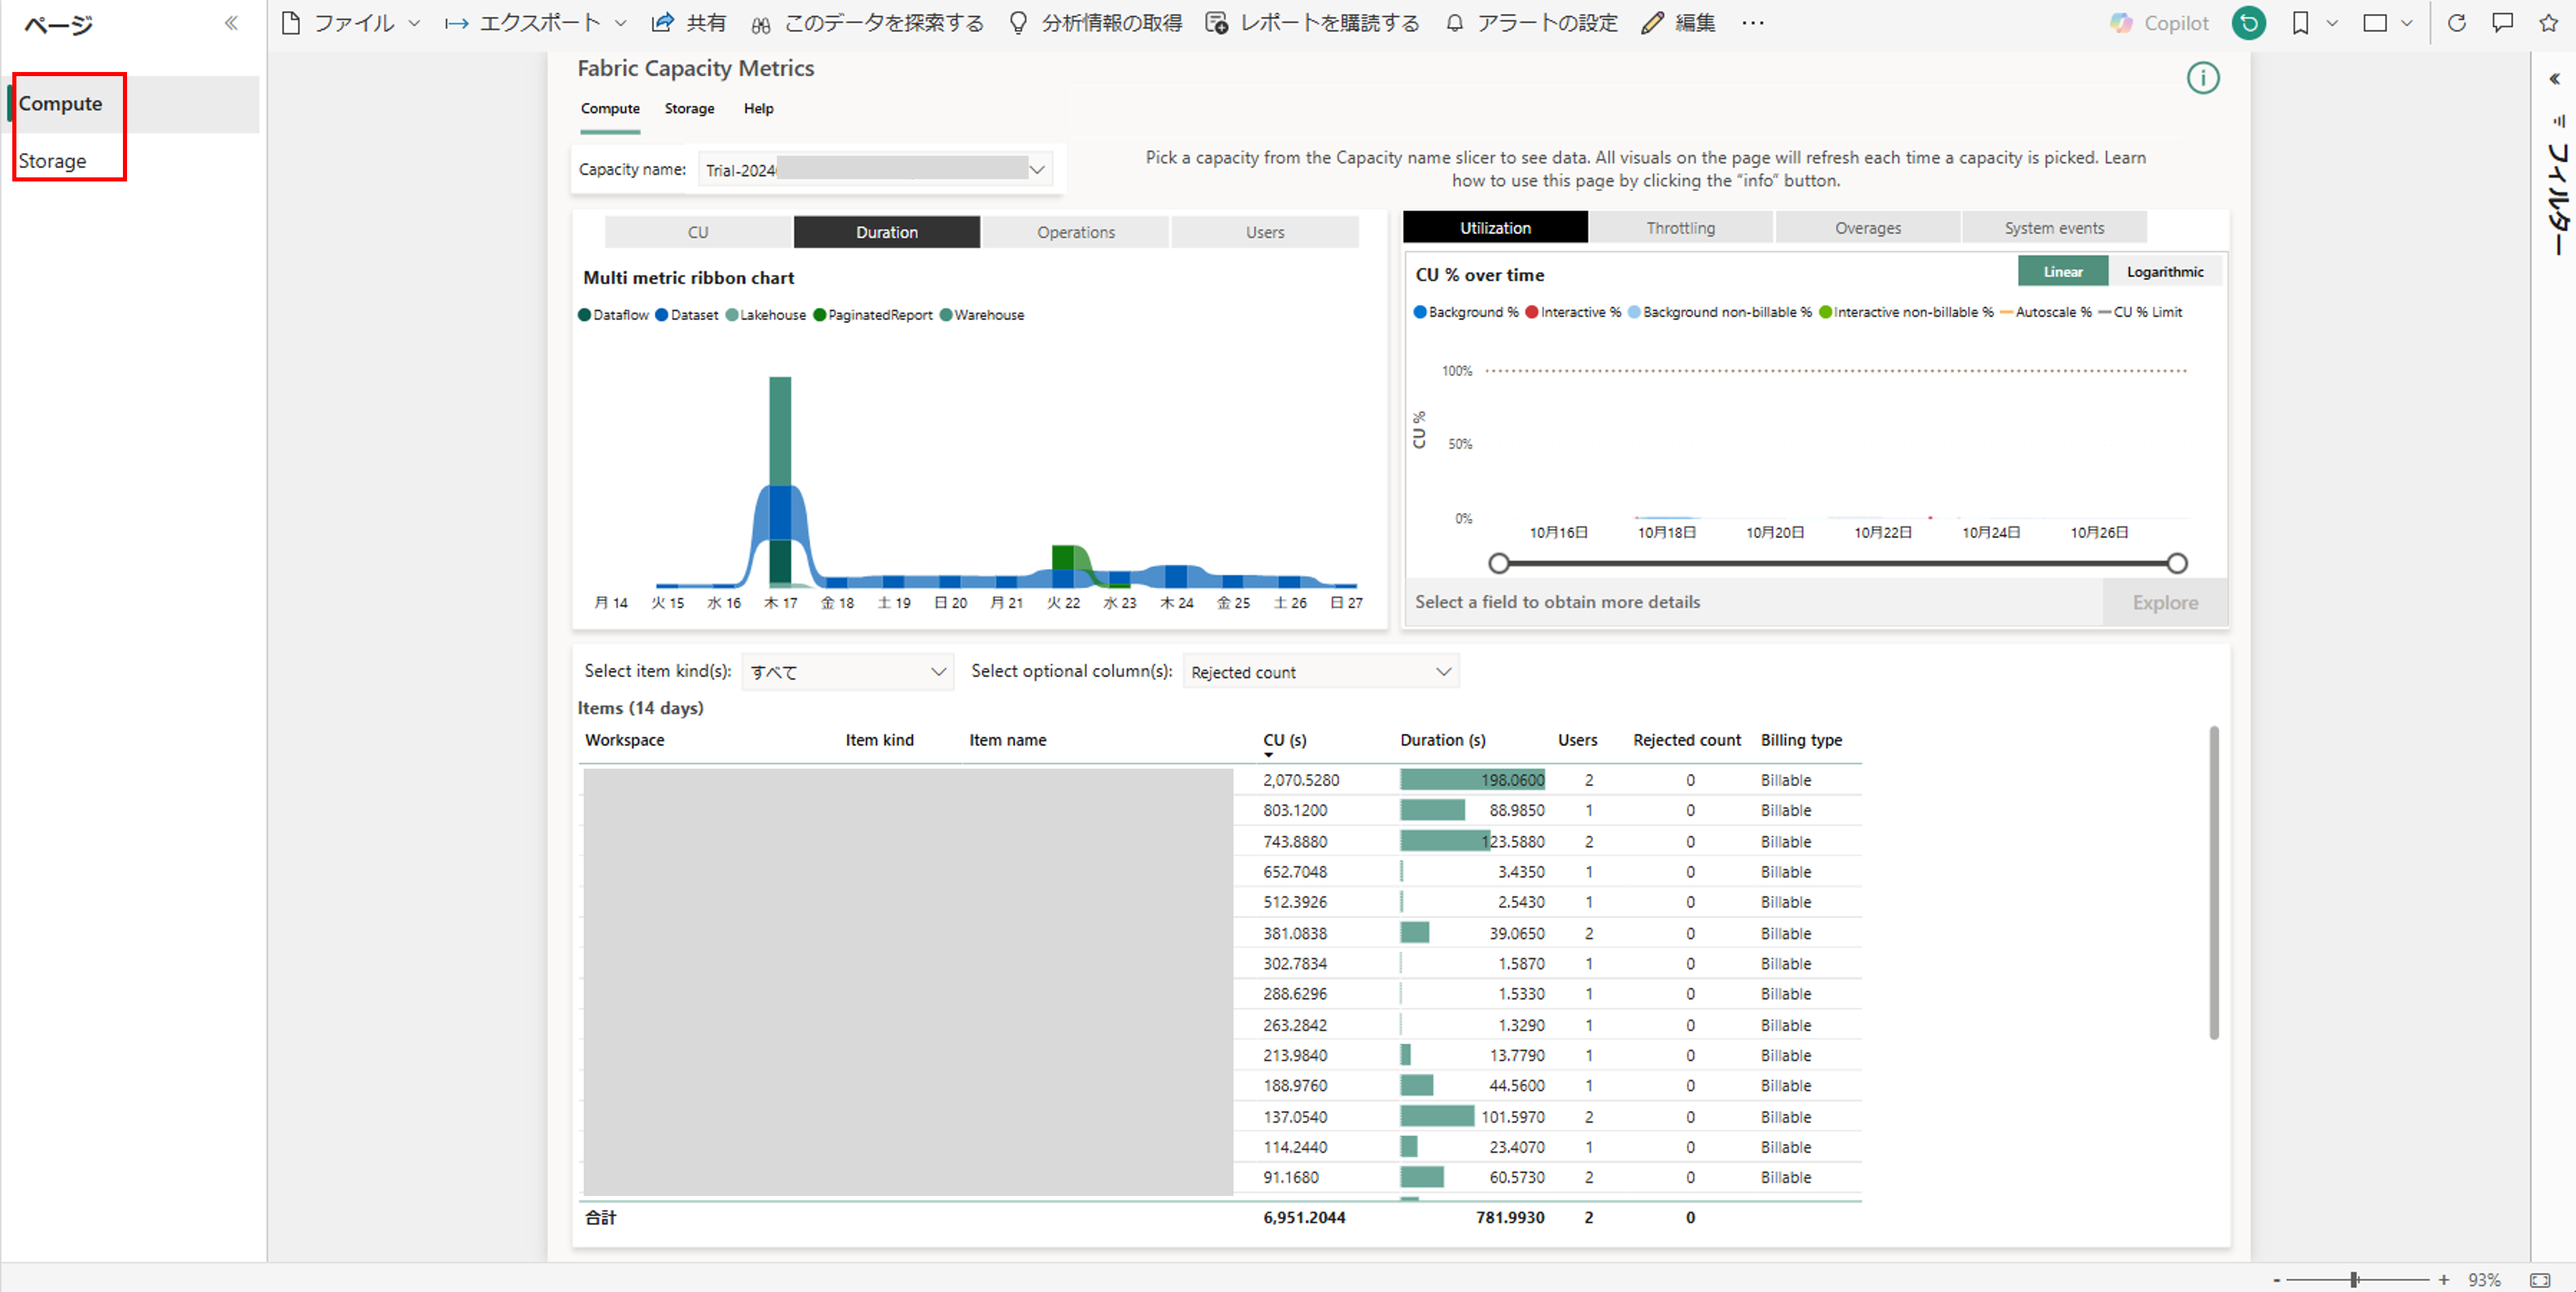 ページ
Compute
Storage
ファイル エクスポート 共有 このデータを探索する 分析情報の取得 レポートを購読する アラートの設定 編集 ... Copilot
Fabric Capacity Metrics
Compute Storage Help
Capacity name: Trial-2024
Pick a capacity from the Capacity name slicer to see data. All visuals on the page will refresh each time a capacity is picked. Learn
how to use this page by clicking the “info” button.
CU Duration Operations Users
Multi metric ribbon chart
Dataflow Dataset Lakehouse PaginatedReport Warehouse
月 14 火 15 水 16 木 17 金 18 土 19 日 20 月 21 火 22 水 23 木 24 金 25 土 26 日 27
Utilization Throttling Overages System events
CU % over time
Linear Logarithmic
Background % Interactive % Background non-billable % Interactive non-billable % Autoscale % CU % Limit
100%
CU %
50%
0%
10月16日 10月18日 10月20日 10月22日 10月24日 10月26日
Select a field to obtain more details Explore
フィルター
Select item kind(s): すべて Select optional column(s): Rejected count
Items (14 days)
Workspace Item kind Item name CU (s) Duration (s) Users Rejected count Billing type
2,070.5280 198.0600 2 0 Billable
803.1200 88.9850 1 0 Billable
743.8880 123.5880 2 0 Billable
652.7048 3.4350 1 0 Billable
512.3926 2.5430 1 0 Billable
381.0838 39.0650 2 0 Billable
302.7834 1.5870 1 0 Billable
288.6296 1.5330 1 0 Billable
263.2842 1.3290 1 0 Billable
213.9840 13.7790 1 0 Billable
188.9760 44.5600 1 0 Billable
137.0540 101.5970 2 0 Billable
114.2440 23.4070 1 0 Billable
91.1680 60.5730 2 0 Billable
合計 6,951.2044 781.9930 2 0
- + 93%